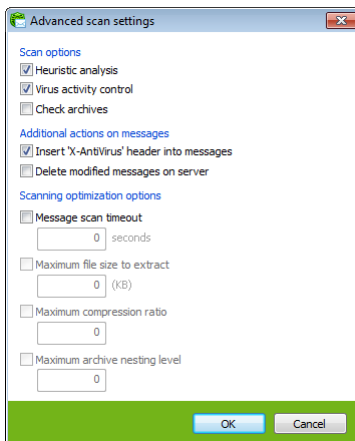 Advanced scan settings
Scan options
Heuristic analysis
Virus activity control
Check archives
Additional actions on messages
Insert 'X-AntiVirus' header into messages
Delete modified messages on server
Scanning optimization options
Message scan timeout
0 seconds
Maximum file size to extract
0 (KB)
Maximum compression ratio
0
Maximum archive nesting level
0
OK Cancel